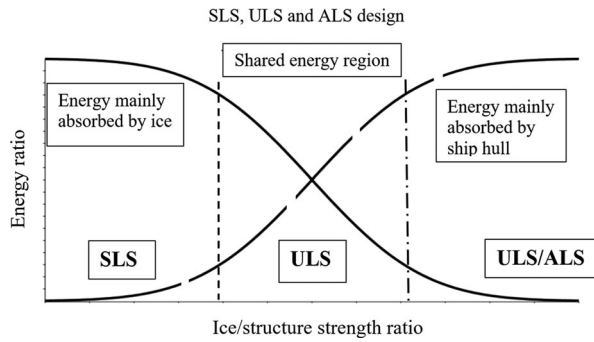 SLS, ULS and ALS design
Shared energy region
Energy mainly
absorbed by ice
Energy mainly
absorbed by
ship hull
Energy ratio
SLS
ULS
ULS/ALS
Ice/structure strength ratio